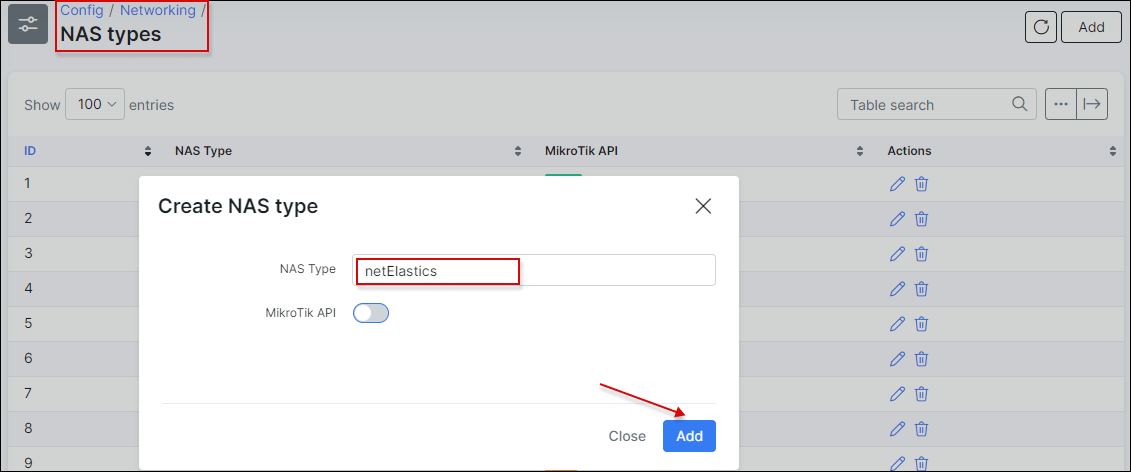 Config / Networking /
NAS types
Add
Show 100 entries
Table search
ID NAS Type MikroTik API Actions
1
2
3
4
5
6
7
8
9
Create NAS type
NAS Type netElastics
MikroTik API
Close Add